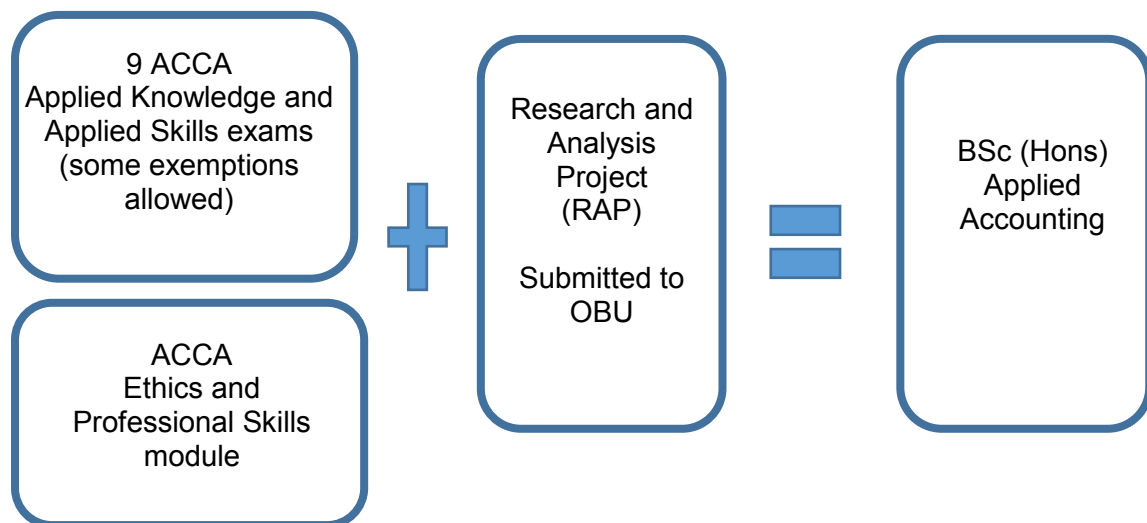 9 ACCA
Applied Knowledge and
Applied Skills exams
(some exemptions
allowed)
ACCA
Ethics and
Professional Skills
module
Research and
Analysis
Project
(RAP)
Submitted to
OBU
BSc (Hons)
Applied
Accounting